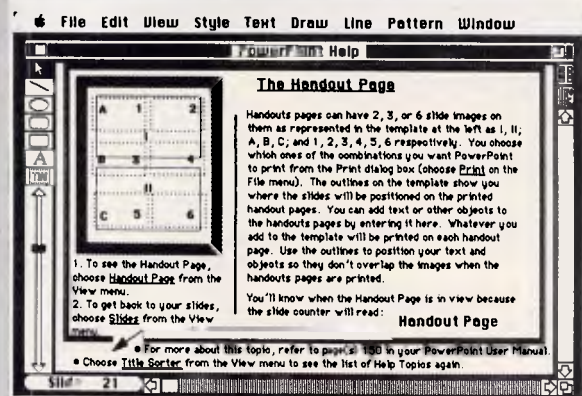 File Edit View Style Text Draw Line Pattern Window
PowerPoint Help
The Handout Page
A 1 2
I
B 3 4
II
C 5 6
Handouts pages can have 2, 3, or 6 slide images on
them as represented in the template at the left as I, II;
A, B, C; and 1, 2, 3, 4, 5, 6 respectively. You choose
which ones of the combinations you want PowerPoint
to print from the Print dialog box (choose Print on the
File menu). The outlines on the template show you
where the slides will be positioned on the printed
handout pages. You can add text or other objects to
the handouts pages by entering it here. Whatever you
add to the template will be printed on each handout
page. Use the outlines to position your text and
objects so they don't overlap the images when the
handouts pages are printed.
You'll know when the Handout Page is in view because
the slide counter will read:
Handout Page
1. To see the Handout Page,
choose Handout Page from the
View menu.
2. To get back to your slides,
choose Slides from the View
menu.
• For more about this topic, refer to page(s) 150 in your PowerPoint User Manual.
• Choose Title Sorter from the View menu to see the list of Help Topics again.
A
Slide 21